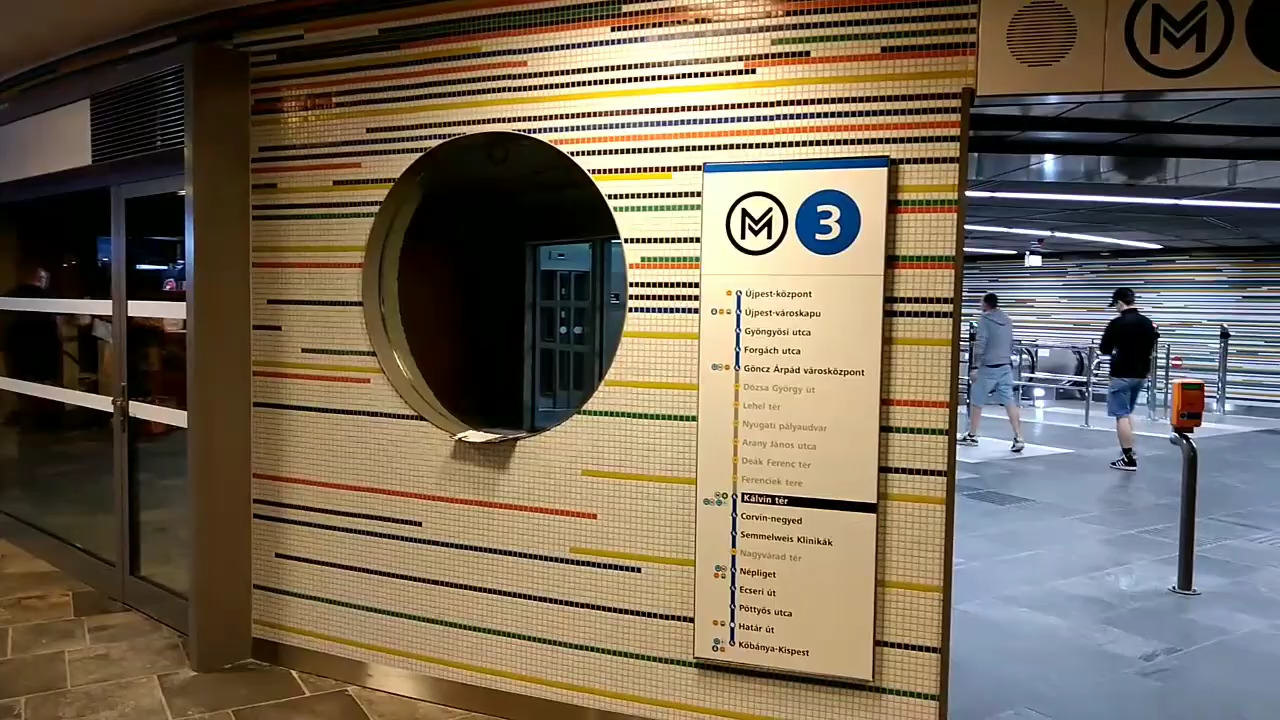 M
M 3
Újpest-központ
Újpest-városkapu
Gyöngyösi utca
Forgách utca
Göncz Árpád városközpont
Dózsa György út
Lehel tér
Nyugati pályaudvar
Arany János utca
Deák Ferenc tér
Ferenciek tere
Kálvin tér
Corvin-negyed
Semmelweis Klinikák
Nagyvárad tér
Népliget
Ecseri út
Pöttyös utca
Határ út
Kőbánya-Kispest